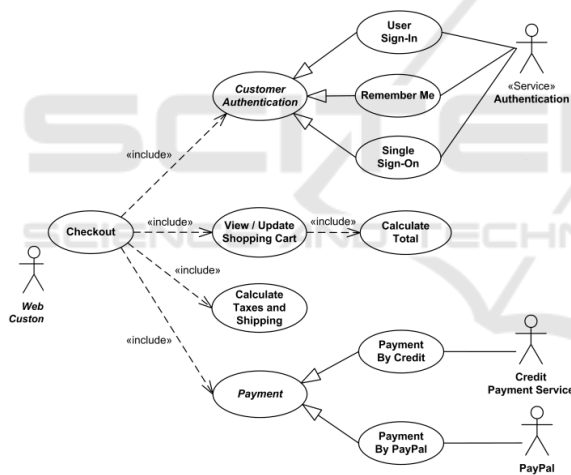 User
Sign-In
Customer
Authentication
Remember Me
«Service»
Authentication
Single
Sign-On
«include»
Checkout
«include»
View / Update
Shopping Cart
«include»
Calculate
Total
Web
Custon
«include»
Calculate
Taxes and
Shipping
«include»
Payment
By Credit
Credit
Payment Service
Payment
Payment
By PayPal
PayPal